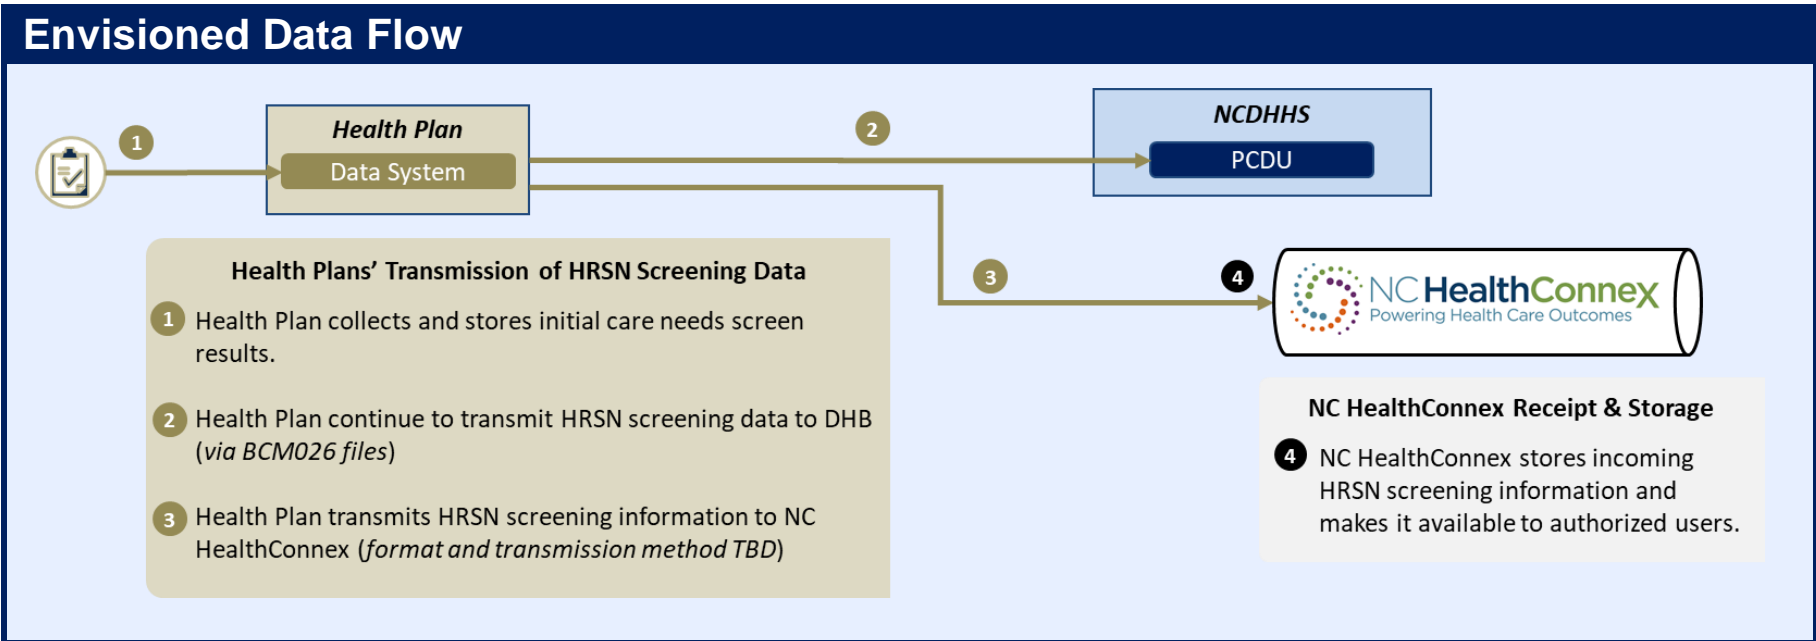 Envisioned Data Flow
1
Health Plan
Data System
2
NCDHHS
PCDU
3
4
NC HealthConnex
Powering Health Care Outcomes
Health Plans’ Transmission of HRSN Screening Data
1 Health Plan collects and stores initial care needs screen
results.
2 Health Plan continue to transmit HRSN screening data to DHB
(via BCM026 files)
3 Health Plan transmits HRSN screening information to NC
HealthConnex (format and transmission method TBD)
NC HealthConnex Receipt & Storage
4 NC HealthConnex stores incoming
HRSN screening information and
makes it available to authorized users.